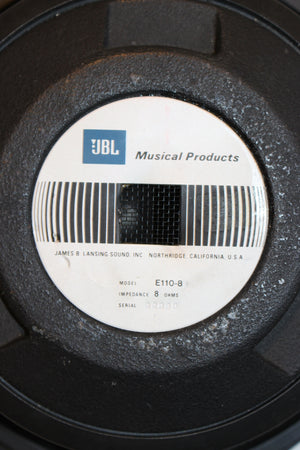 JBL
Musical Products
JAMES B. LANSING SOUND, INC. NORTHRIDGE, CALIFORNIA, U.S.A.
MODEL E110-8
IMPEDANCE 8 OHMS
SERIAL